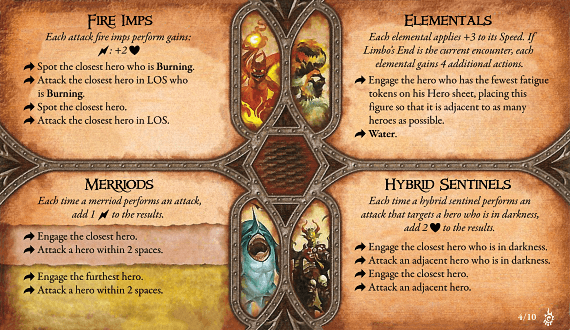 FIRE IMPS
Each attack fire imps perform gains:
: +2
Spot the closest hero who is Burning.
Attack the closest hero in LOS who
is Burning.
Spot the closest hero.
Attack the closest hero in LOS.
ELEMENTALS
Each elemental applies +3 to its Speed. If
Limbo's End is the current encounter, each
elemental gains 4 additional actions.
Engage the hero who has the fewest fatigue
tokens on his Hero sheet, placing this
figure so that it is adjacent to as many
heroes as possible.
Water.
MERRIODS
Each time a merriod performs an attack,
add 1 to the results.
Engage the closest hero.
Attack a hero within 2 spaces.
Engage the furthest hero.
Attack a hero within 2 spaces.
HYBRID SENTINELS
Each time a hybrid sentinel performs an
attack that targets a hero who is in darkness,
add 2 to the results.
Engage the closest hero who is in darkness.
Attack an adjacent hero who is in darkness.
Engage the closest hero.
Attack an adjacent hero.
4/10